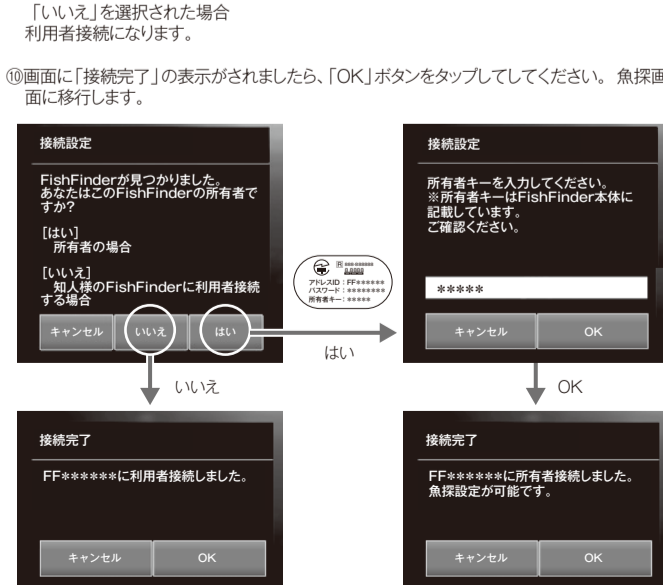 「いいえ」を選択された場合
利用者接続になります。
⑩画面に「接続完了」の表示がされましたら、「OK」ボタンをタップしてしてください。 魚探画
面に移行します。
接続設定
FishFinderが見つかりました。
あなたはこのFishFinderの所有者で
すか?
[はい]
所有者の場合
[いいえ]
知人様のFishFinderに利用者接続
する場合
キャンセル
いいえ
はい
R
アドレスID：FF******
パスワード：********
所有者キー：*****
はい
接続設定
所有者キーを入力してください。
※所有者キーはFishFinder本体に
記載しています。
ご確認ください。
*****
キャンセル
OK
いいえ
OK
接続完了
FF******に利用者接続しました。
キャンセル
OK
接続完了
FF******に所有者接続しました。
魚探設定が可能です。
キャンセル
OK